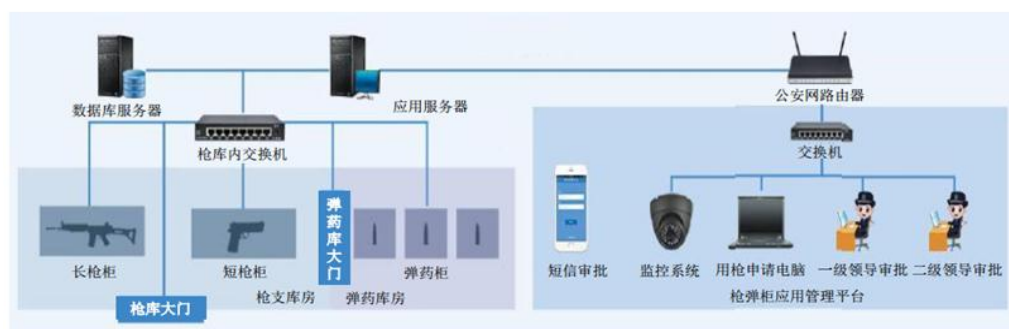 数据库服务器
应用服务器
公安网路由器
枪库内交换机
交换机
弹药库大门
长枪柜
短枪柜
弹药柜
短信审批
监控系统
用枪申请电脑
一级领导审批
二级领导审批
枪支库房
弹药库房
枪弹柜应用管理平台
枪库大门